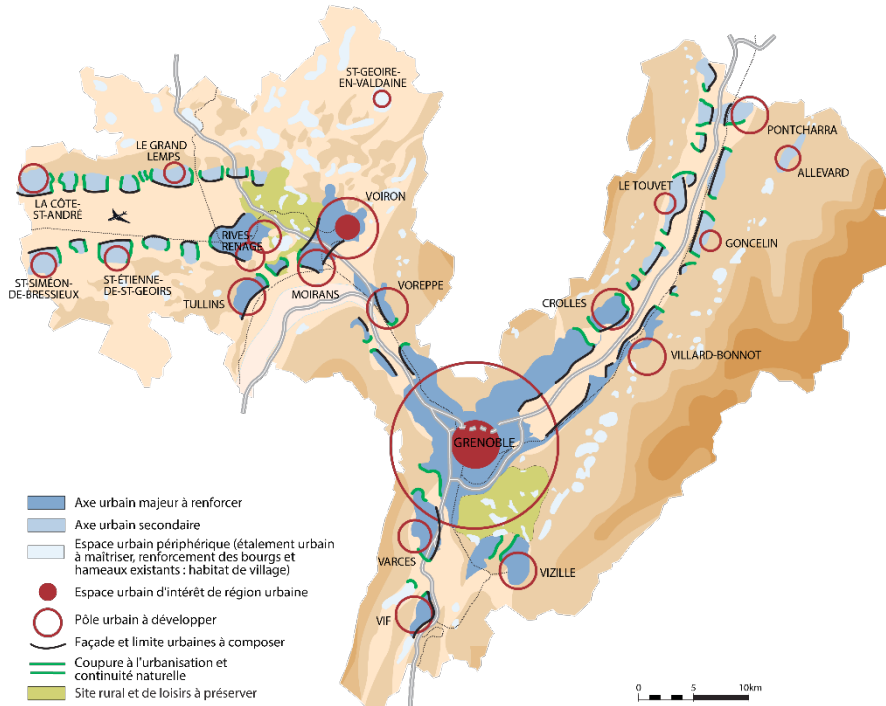 ST-GEOIRE-
EN-VALDAINE
LE GRAND
LEMPS
PONTCHARRA
ALLEVARD
LA CÔTE-
ST-ANDRÉ
VOIRON
LE TOUVET
RIVES-
RENAGE
GONCELIN
ST-SIMÉON-
DE-BRESSIEUX
ST-ÉTIENNE-
DE-ST-GEOIRS
TULLINS
MOIRANS
VOREPPE
CROLLES
VILLARD-BONNOT
GRENOBLE
VARCES
VIZILLE
VIF
Axe urbain majeur à renforcer
Axe urbain secondaire
Espace urbain périphérique (étalement urbain
à maîtriser, renforcement des bourgs et
hameaux existants : habitat de village)
Espace urbain d'intérêt de région urbaine
Pôle urbain à développer
Façade et limite urbaines à composer
Coupure à l'urbanisation et
continuité naturelle
Site rural et de loisirs à préserver
0 5 10km